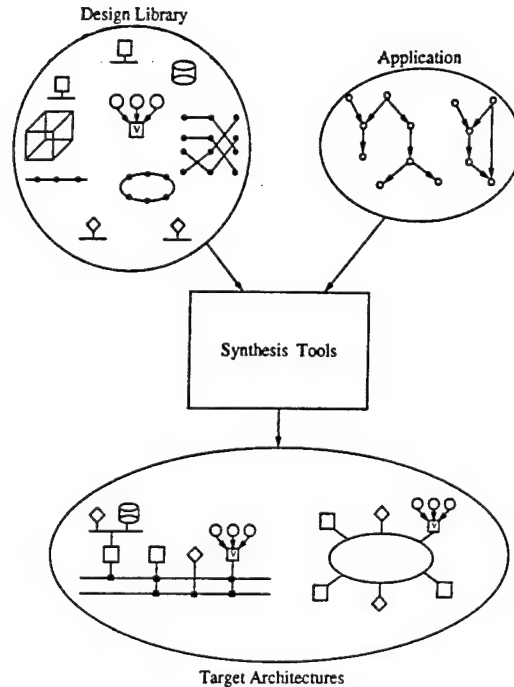 Design Library
Application
V
Synthesis Tools
V
V
Target Architectures